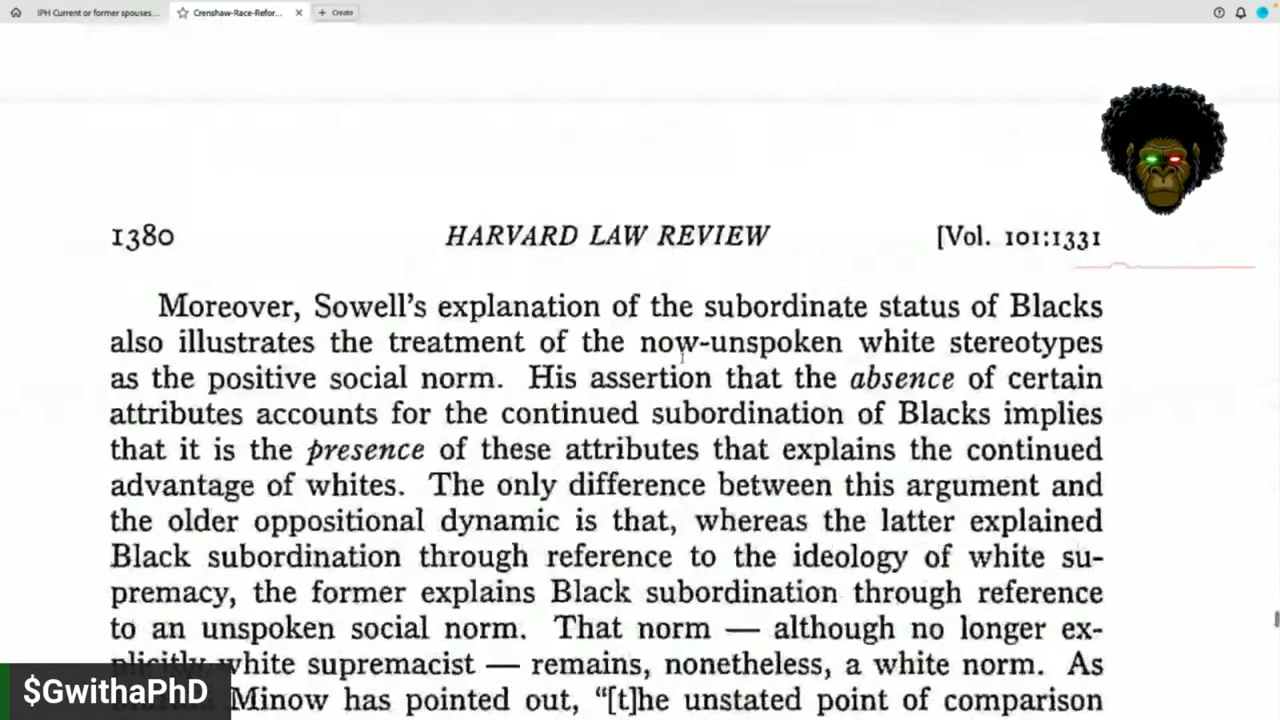 IPH Current or former spouses...
Crenshaw-Race-Refor...
Create
1380 HARVARD LAW REVIEW [Vol. 101:1331
Moreover, Sowell's explanation of the subordinate status of Blacks
also illustrates the treatment of the now-unspoken white stereotypes
as the positive social norm. His assertion that the absence of certain
attributes accounts for the continued subordination of Blacks implies
that it is the presence of these attributes that explains the continued
advantage of whites. The only difference between this argument and
the older oppositional dynamic is that, whereas the latter explained
Black subordination through reference to the ideology of white su-
premacy, the former explains Black subordination through reference
to an unspoken social norm. That norm — although no longer ex-
plicitly white supremacist — remains, nonetheless, a white norm. As
Minow has pointed out, “[t]he unstated point of comparison
$GwithaPhD